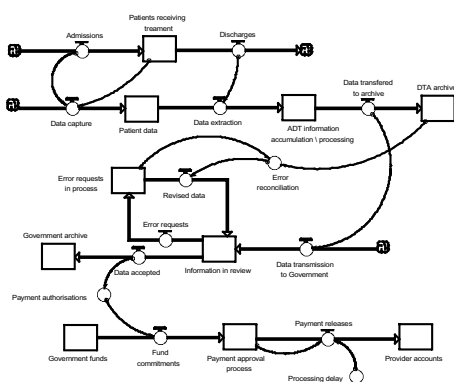 Patients receiving
treament
Admissions
Discharges
Data transfered
to archive
DTA archive
Data capture
Patient data
Data extraction
ADT information
accumulation \ processing
Error requests
in process
Revised data
Error
reconciliation
Error requests
Government archive
Data accepted
Information in review
Data transmission
to Government
Payment authorisations
Payment releases
Government funds
Fund
commitments
Payment approval
process
Provider accounts
Processing delay